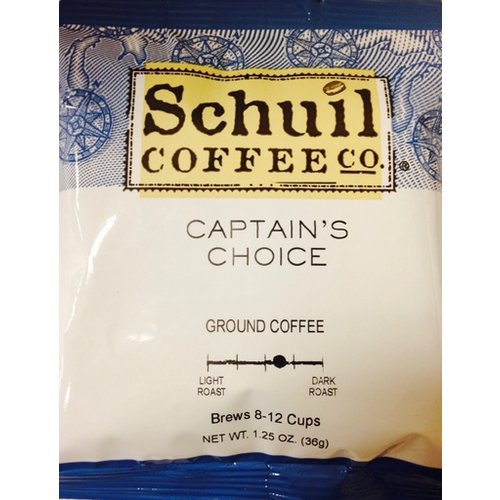 Schuil
COFFEE CO.®
CAPTAIN'S
CHOICE
GROUND COFFEE
LIGHT ROAST
DARK ROAST
Brews 8-12 Cups
NET WT. 1.25 OZ. (36g)